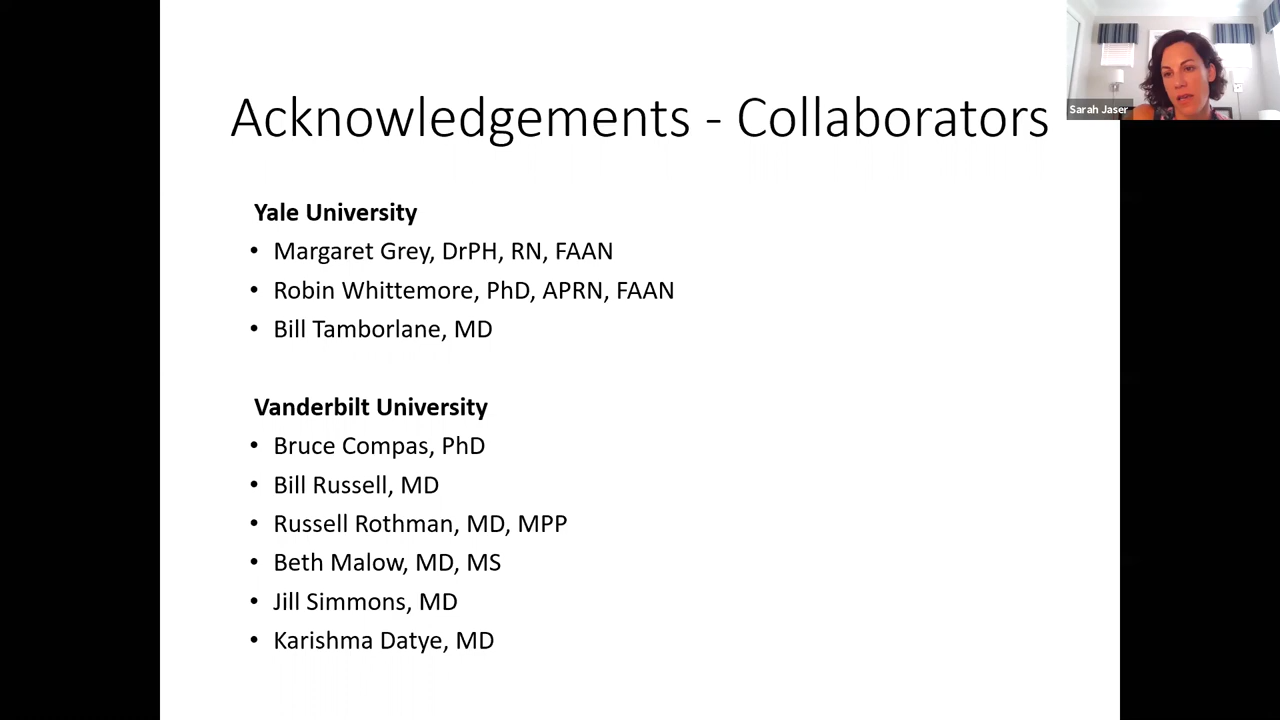 Acknowledgements - Collaborators
Sarah Jaser
Yale University
• Margaret Grey, DrPH, RN, FAAN
• Robin Whittemore, PhD, APRN, FAAN
• Bill Tamborlane, MD
Vanderbilt University
• Bruce Compas, PhD
• Bill Russell, MD
• Russell Rothman, MD, MPP
• Beth Malow, MD, MS
• Jill Simmons, MD
• Karishma Datye, MD